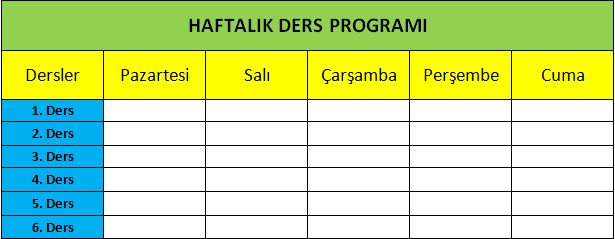 HAFTALIK DERS PROGRAMI
Dersler Pazartesi Salı Çarşamba Perşembe Cuma
1. Ders
2. Ders
3. Ders
4. Ders
5. Ders
6. Ders